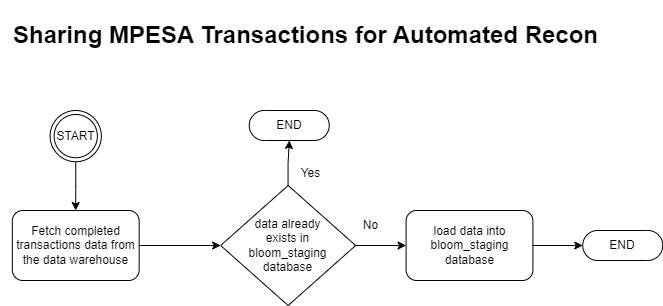 Sharing MPESA Transactions for Automated Recon
START
END
Yes
Fetch completed
transactions data from
the data warehouse
data already
exists in
bloom_staging
database
No
load data into
bloom_staging
database
END